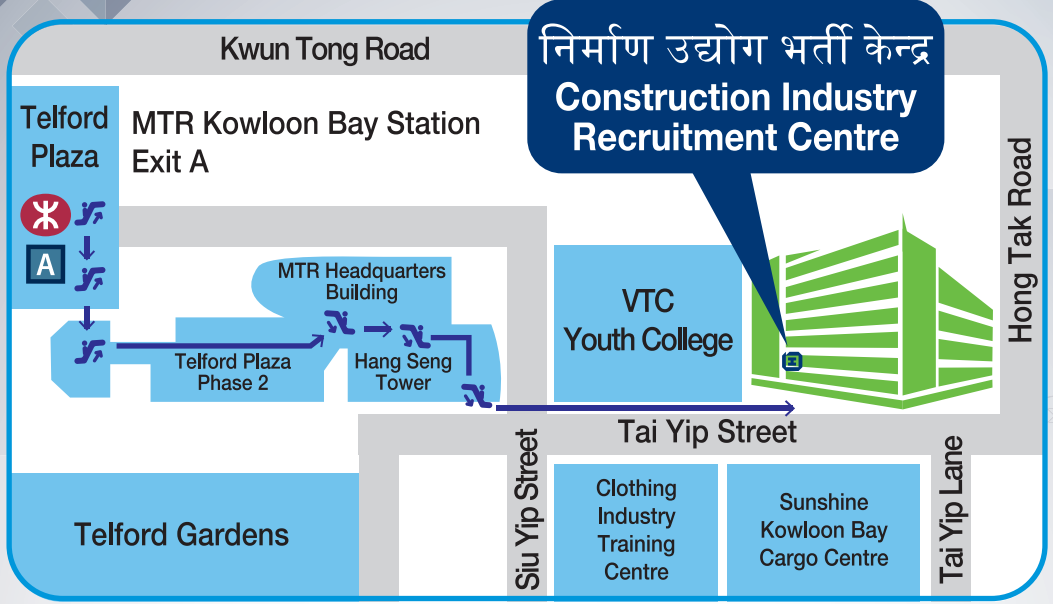 Kwun Tong Road
निर्माण उद्योग भर्ती केन्द्र
Construction Industry
Recruitment Centre
Telford
Plaza
MTR Kowloon Bay Station
Exit A
A
Hong Tak Road
MTR Headquarters
Building
VTC
Youth College
Telford Plaza
Phase 2
Hang Seng
Tower
Tai Yip Street
Siu Yip Street
Tai Yip Lane
Telford Gardens
Clothing
Industry
Training
Centre
Sunshine
Kowloon Bay
Cargo Centre